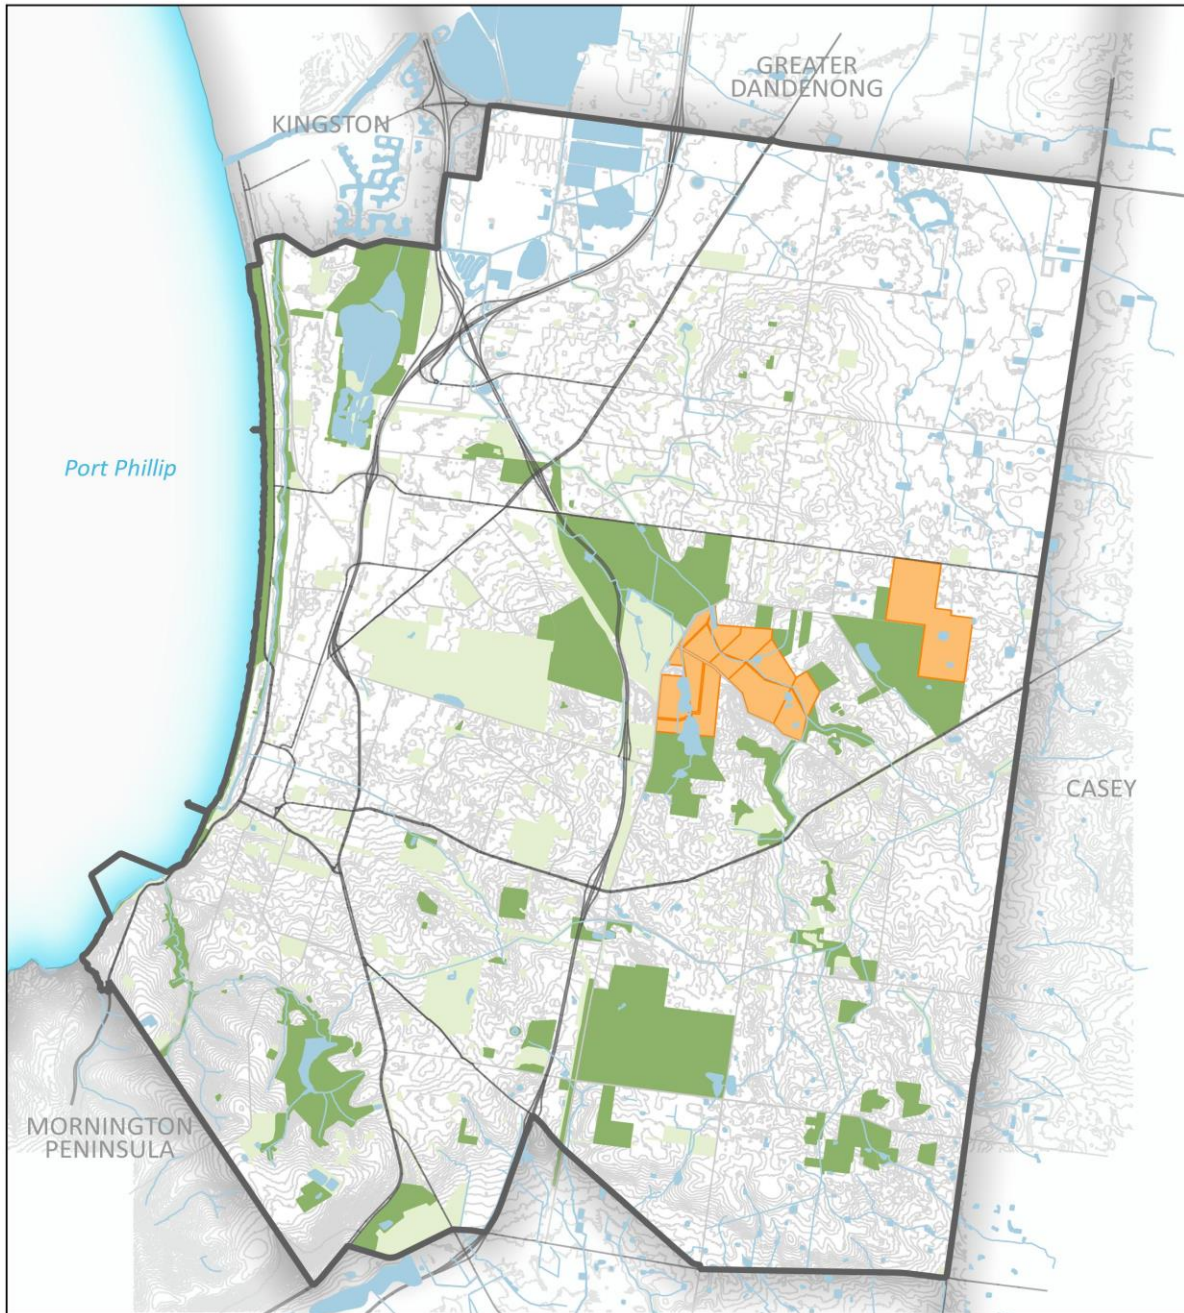 GREATER
DANDENONG
KINGSTON
Port Phillip
CASEY
MORNINGTON
PENINSULA